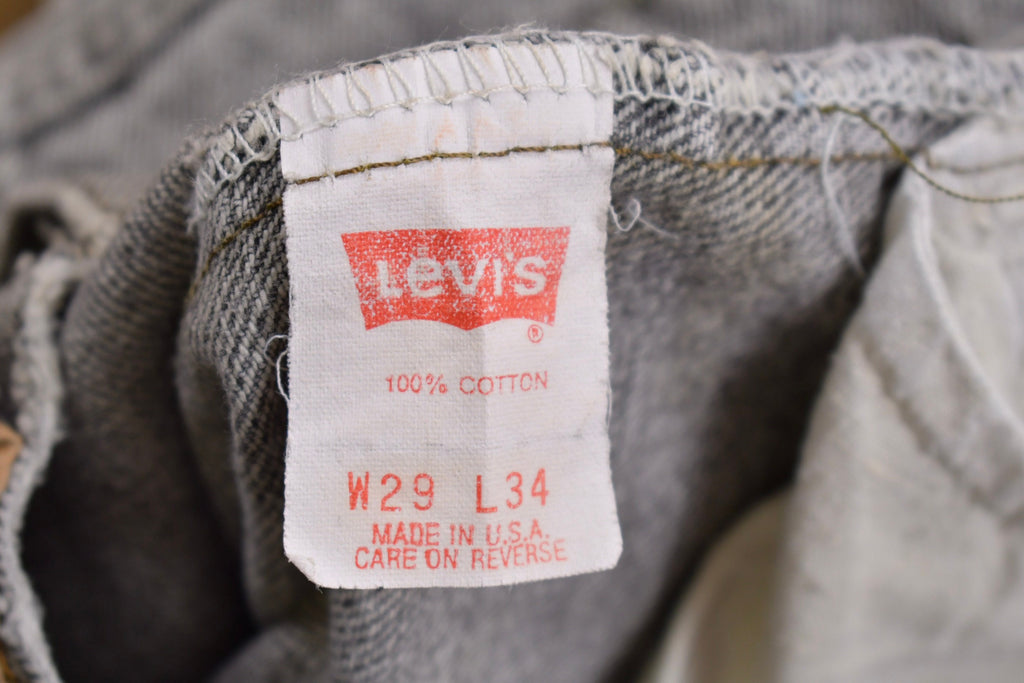 LeVI'S
®
100% COTTON
W29 L34
MADE IN U.S.A.
CARE ON REVERSE